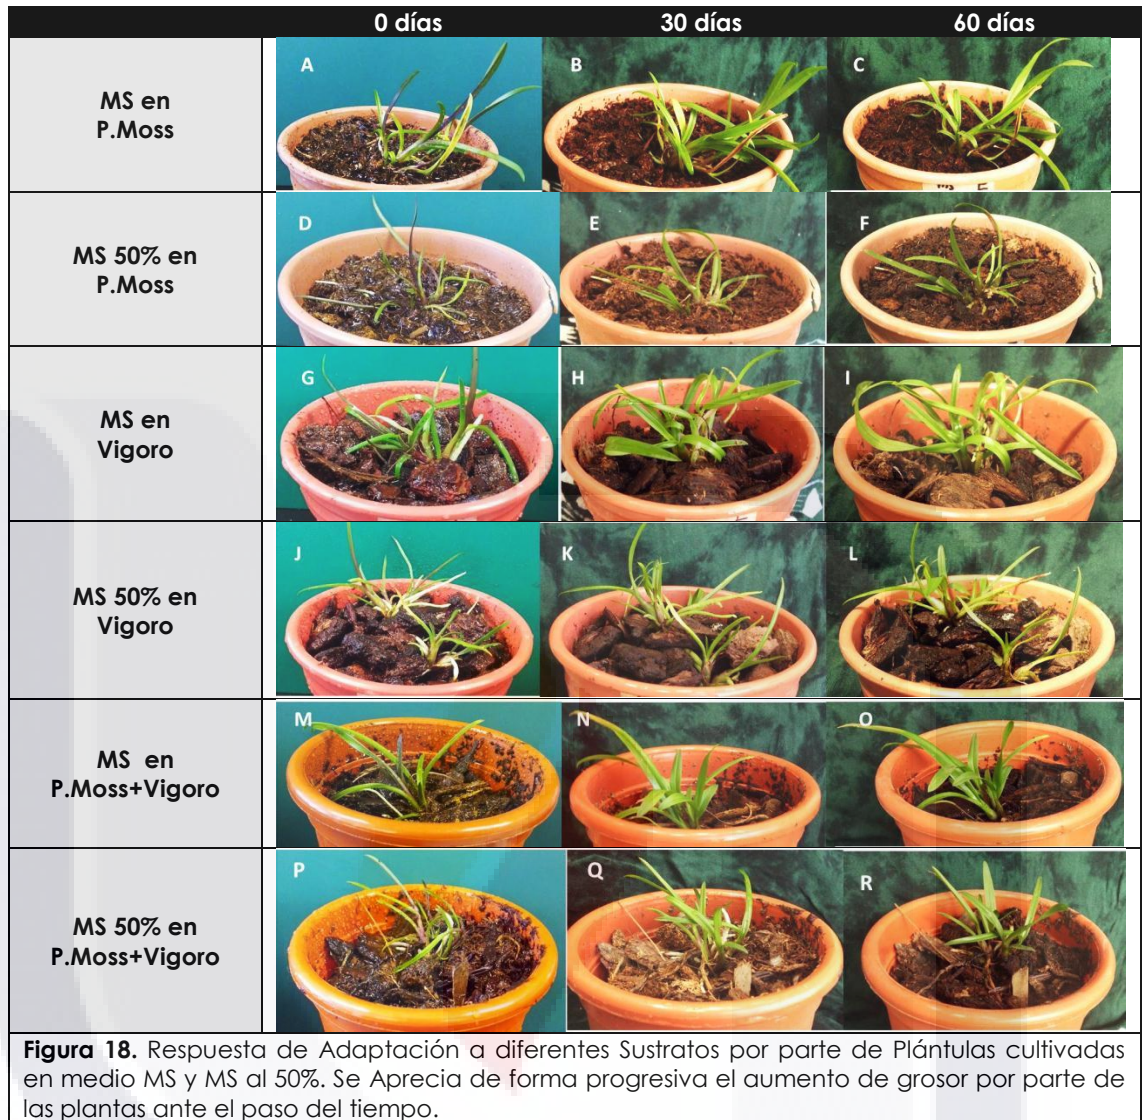 0 días 30 días 60 días
MS en
P.Moss
A B C
MS 50% en
P.Moss
D E F
MS en
Vigoro
G H I
MS 50% en
Vigoro
J K L
MS en
P.Moss+Vigoro
M N O
MS 50% en
P.Moss+Vigoro
P Q R
Figura 18. Respuesta de Adaptación a diferentes Sustratos por parte de Plántulas cultivadas
en medio MS y MS al 50%. Se Aprecia de forma progresiva el aumento de grosor por parte de
las plantas ante el paso del tiempo.